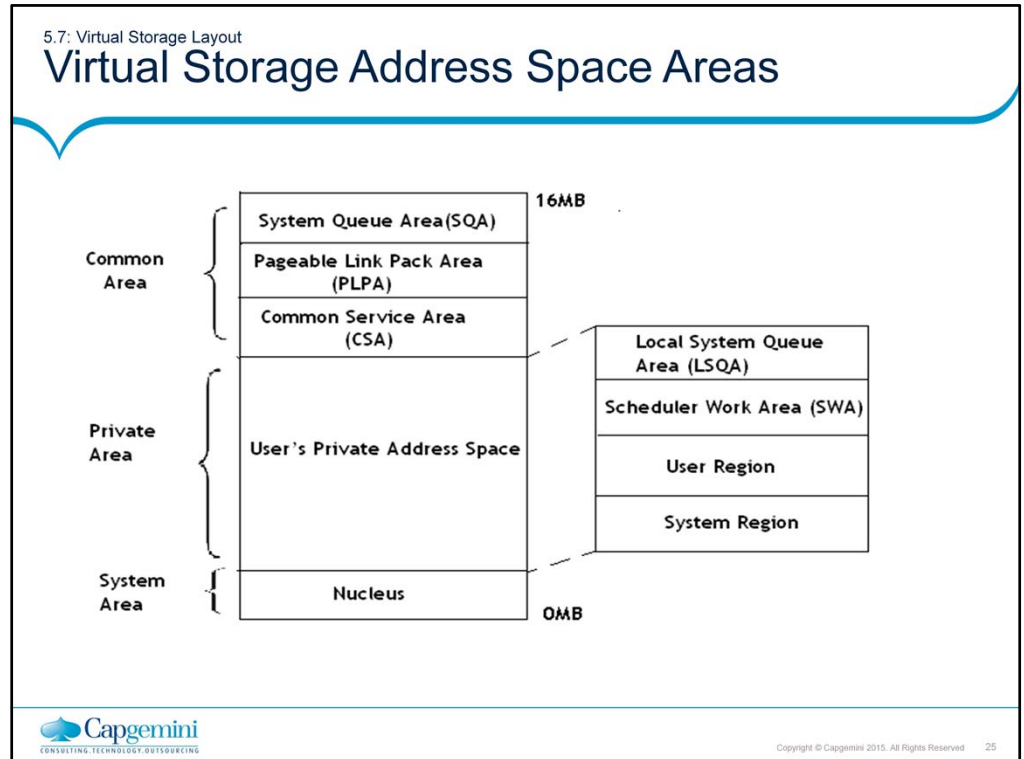 5.7: Virtual Storage Layout
Virtual Storage Address Space Areas
16MB
System Queue Area(SQA)
Common
Area
Pageable Link Pack Area
(PLPA)
Common Service Area
(CSA)
Local System Queue
Area (LSQA)
Scheduler Work Area (SWA)
Private
Area
User's Private Address Space
User Region
System Region
System
Area
Nucleus
0MB
Capgemini
CONSULTING.TECHNOLOGY.OUTSOURCING
Copyright © Capgemini 2015. All Rights Reserved 25